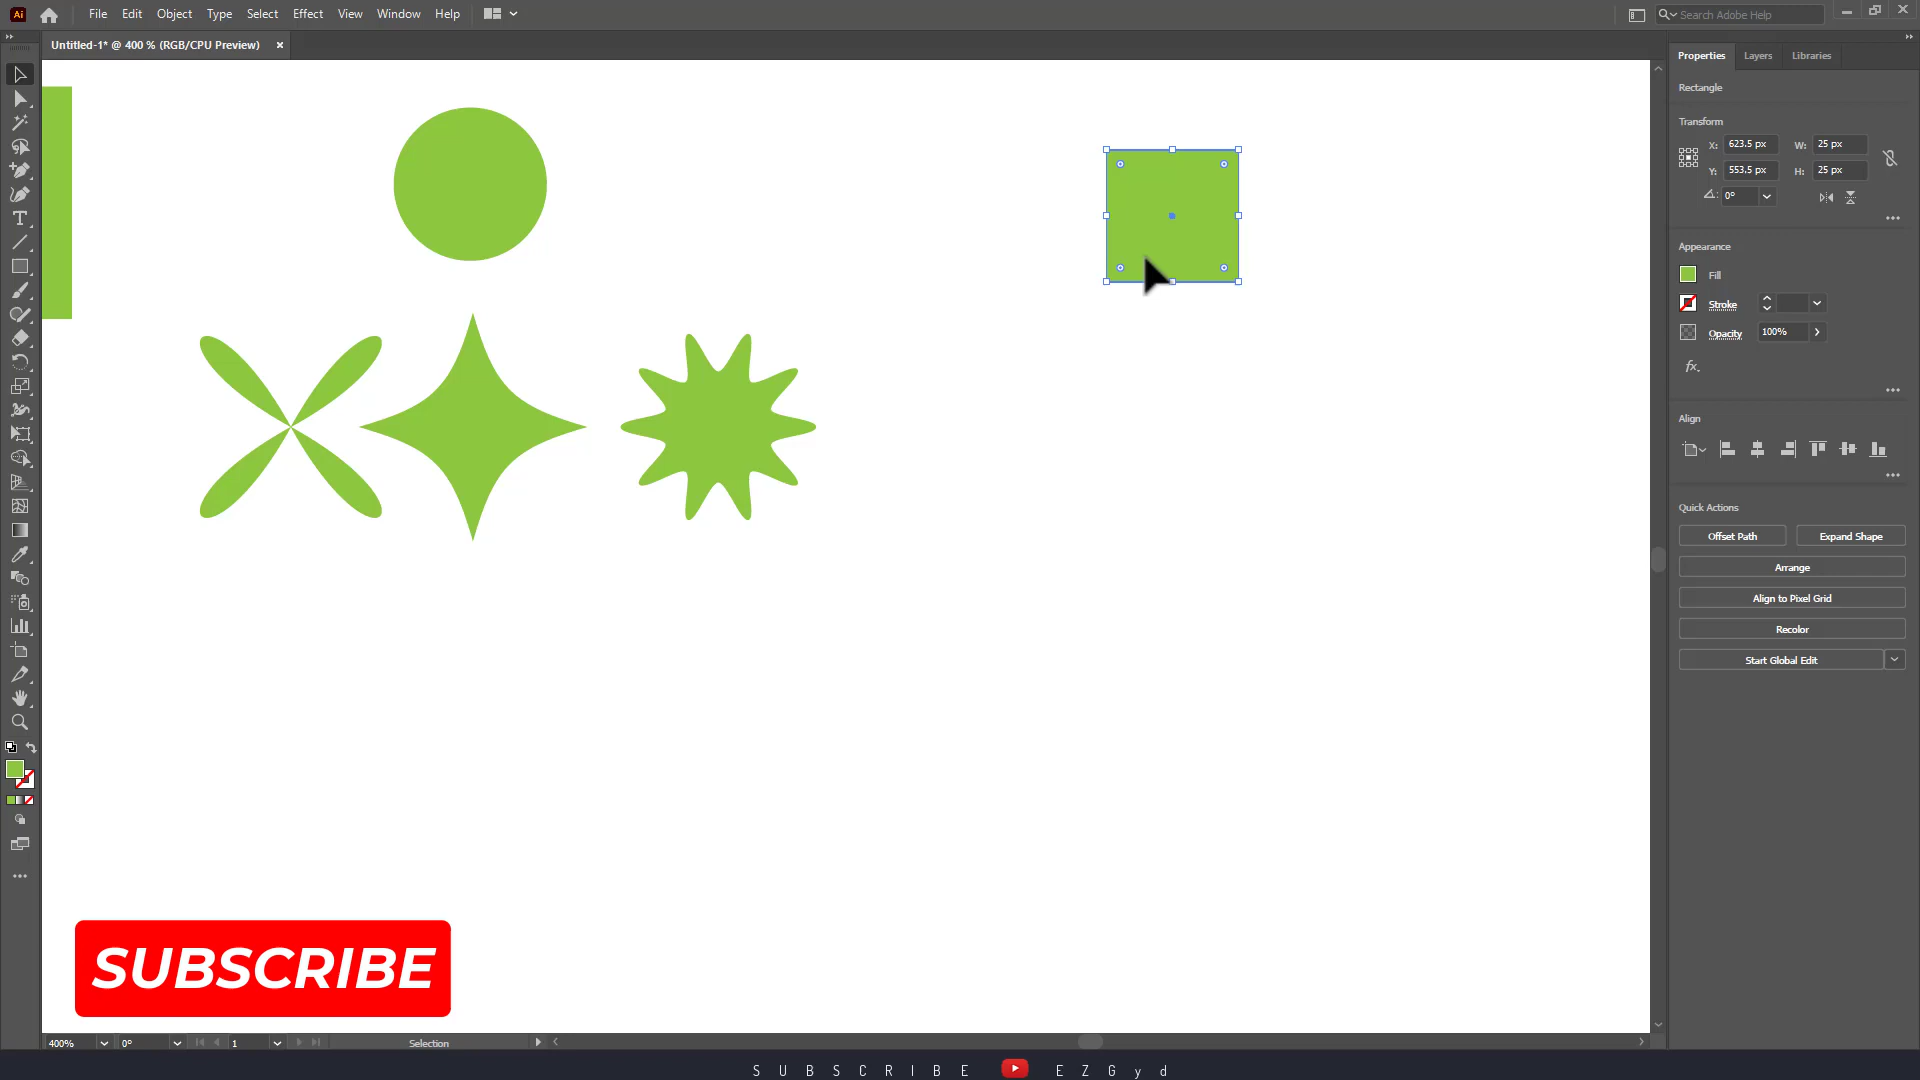 Ai File Edit Object Type Select Effect View Window Help Search Adobe Help
Untitled-1* @ 400 % (RGB/CPU Preview) ×
Properties Layers Libraries
Rectangle
Transform
X: 623.5 px W: 25 px
Y: 553.5 px H: 25 px
0°
Appearance
Fill
Stroke
Opacity 100%
fx.
Align
Quick Actions
Offset Path Expand Shape
Arrange
Align to Pixel Grid
Recolor
Start Global Edit
SUBSCRIBE
400% 0° 1 Selection
SUBSCRIBE EZGyd